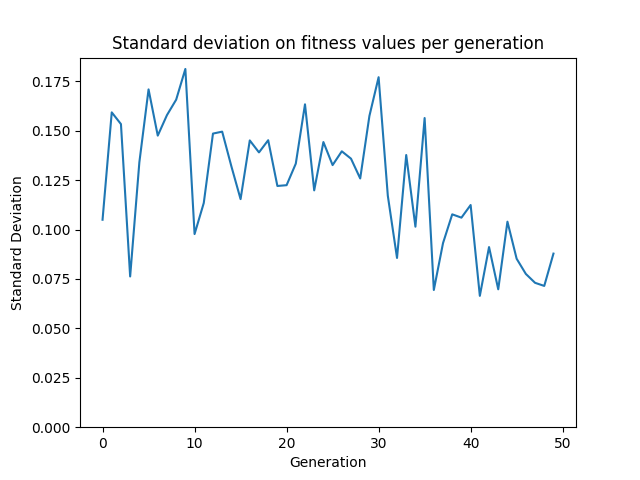 Standard deviation on fitness values per generation
Standard Deviation
0.175
0.150
0.125
0.100
0.075
0.050
0.025
0.000
0 10 20 30 40 50
Generation